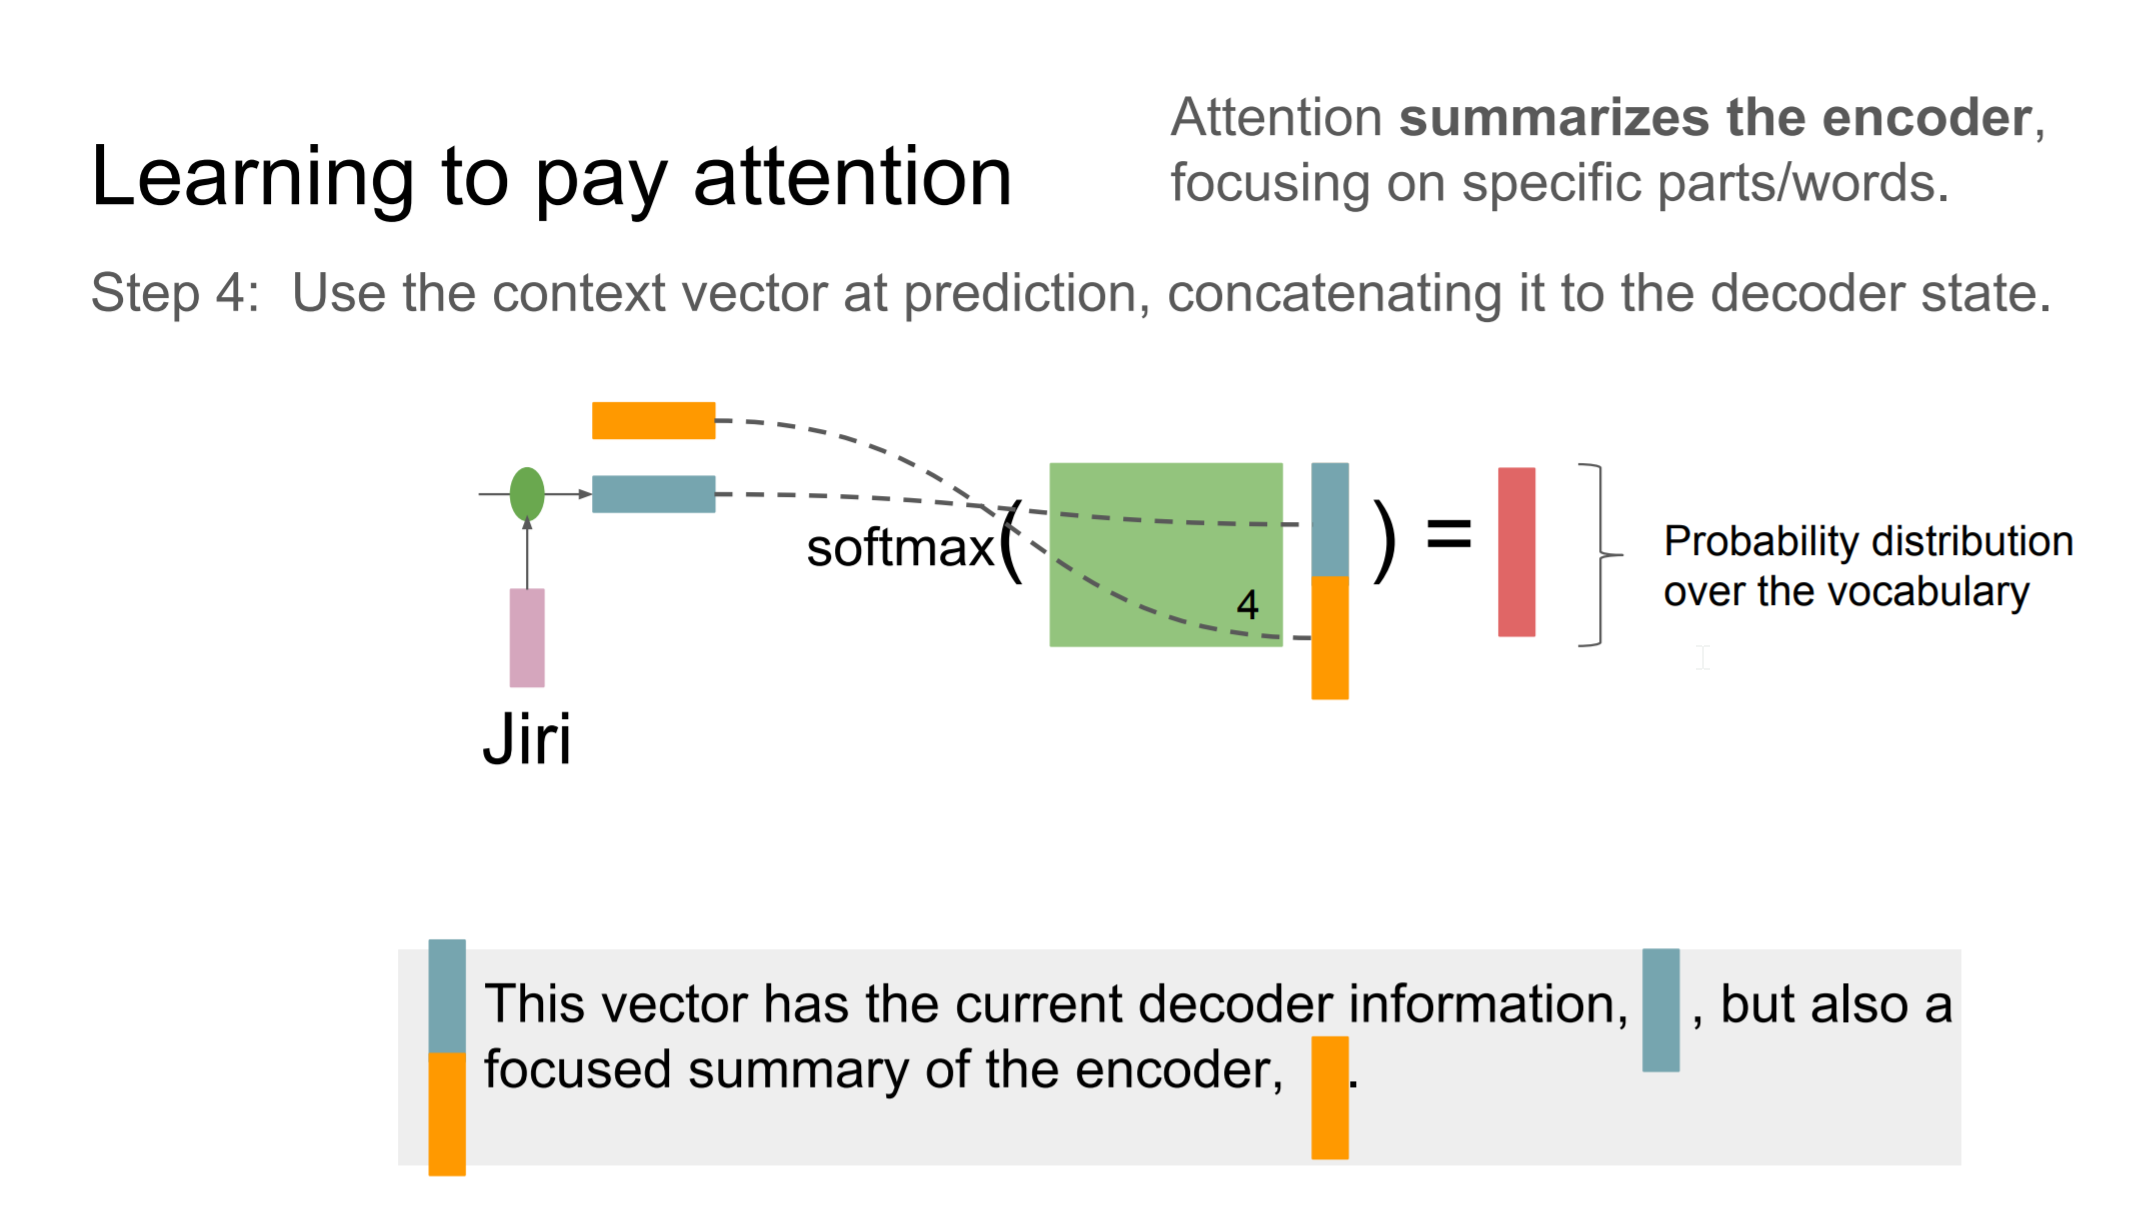 Learning to pay attention
Attention summarizes the encoder,
focusing on specific parts/words.
Step 4: Use the context vector at prediction, concatenating it to the decoder state.
softmax( 4 ) =
Probability distribution
over the vocabulary
Jiri
This vector has the current decoder information, , but also a
focused summary of the encoder, .